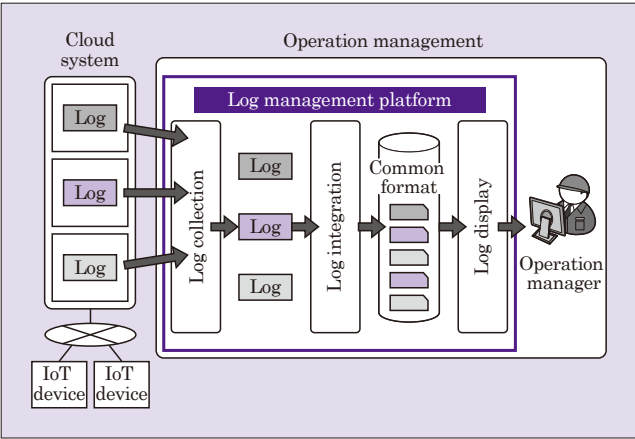 Cloud
system
Operation management
Log management platform
Log
Log
Log
Log collection
Log
Log
Log
Log integration
Common
format
Log display
Operation
manager
IoT
device
IoT
device